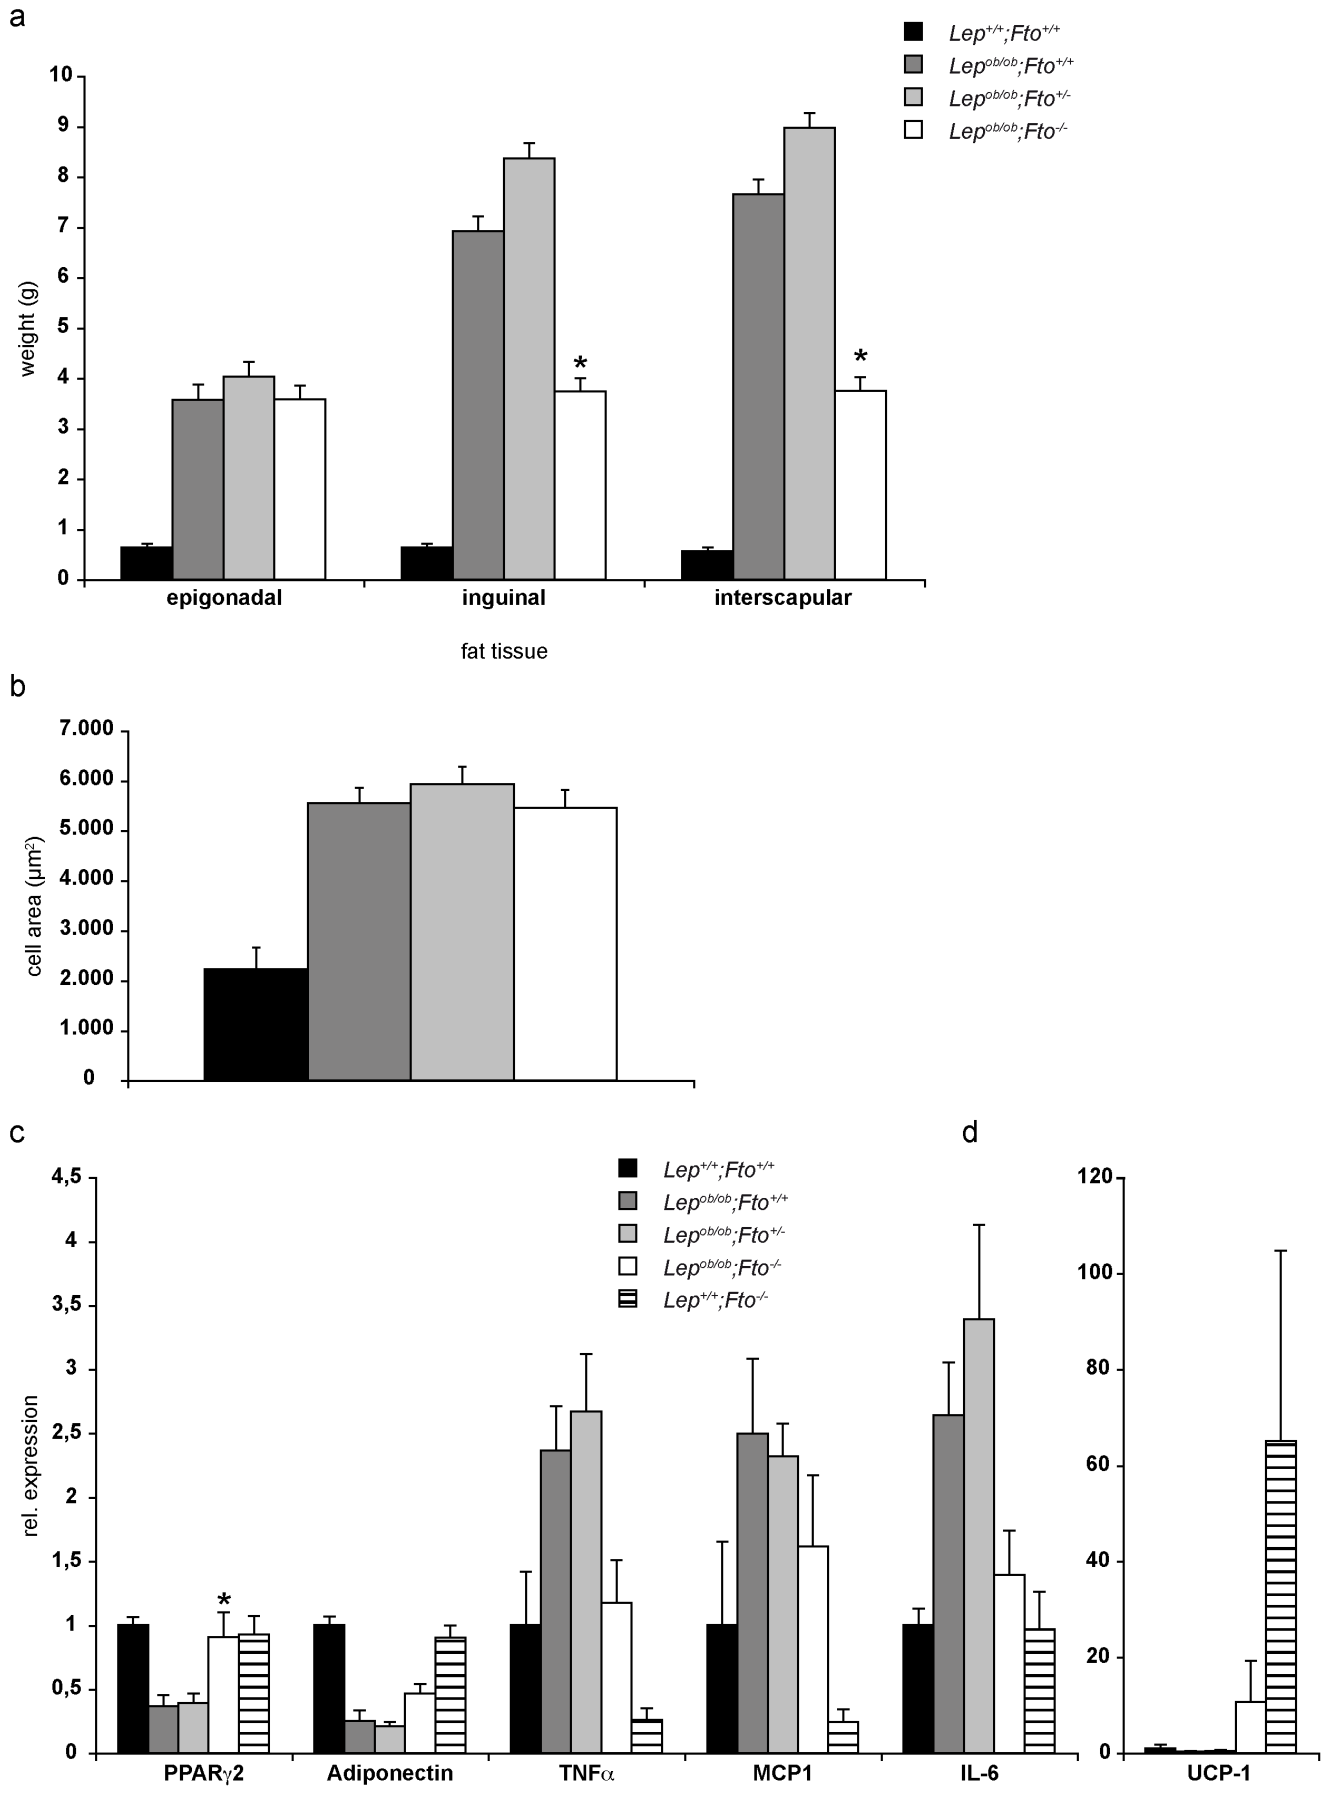 a
Lep+/+;Fto+/+
Lepob/ob;Fto+/+
Lepob/ob;Fto+/-
Lepob/ob;Fto-/-
10
9
8
7
6
5
4
3
2
1
0
weight (g)
*
*
epigonadal inguinal interscapular
fat tissue
b
7.000
6.000
5.000
4.000
3.000
2.000
1.000
0
cell area (µm2)
c
Lep+/+;Fto+/+
Lepob/ob;Fto+/+
Lepob/ob;Fto+/-
Lepob/ob;Fto-/-
Lep+/+;Fto-/-
4,5
4
3,5
3
2,5
2
1,5
1
0,5
0
rel. expression
*
PPARγ2 Adiponectin TNFα MCP1 IL-6
d
120
100
80
60
40
20
0
UCP-1